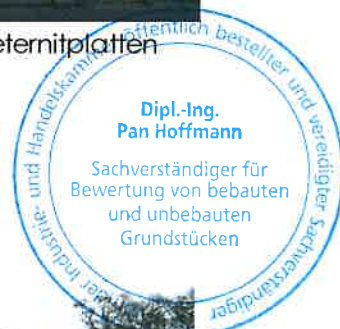 eternitplatten
öffentlich bestellter und vereidigter Sachverständiger
der Industrie- und Handelskammer
Dipl.-Ing.
Pan Hoffmann
Sachverständiger für
Bewertung von bebauten
und unbebauten
Grundstücken